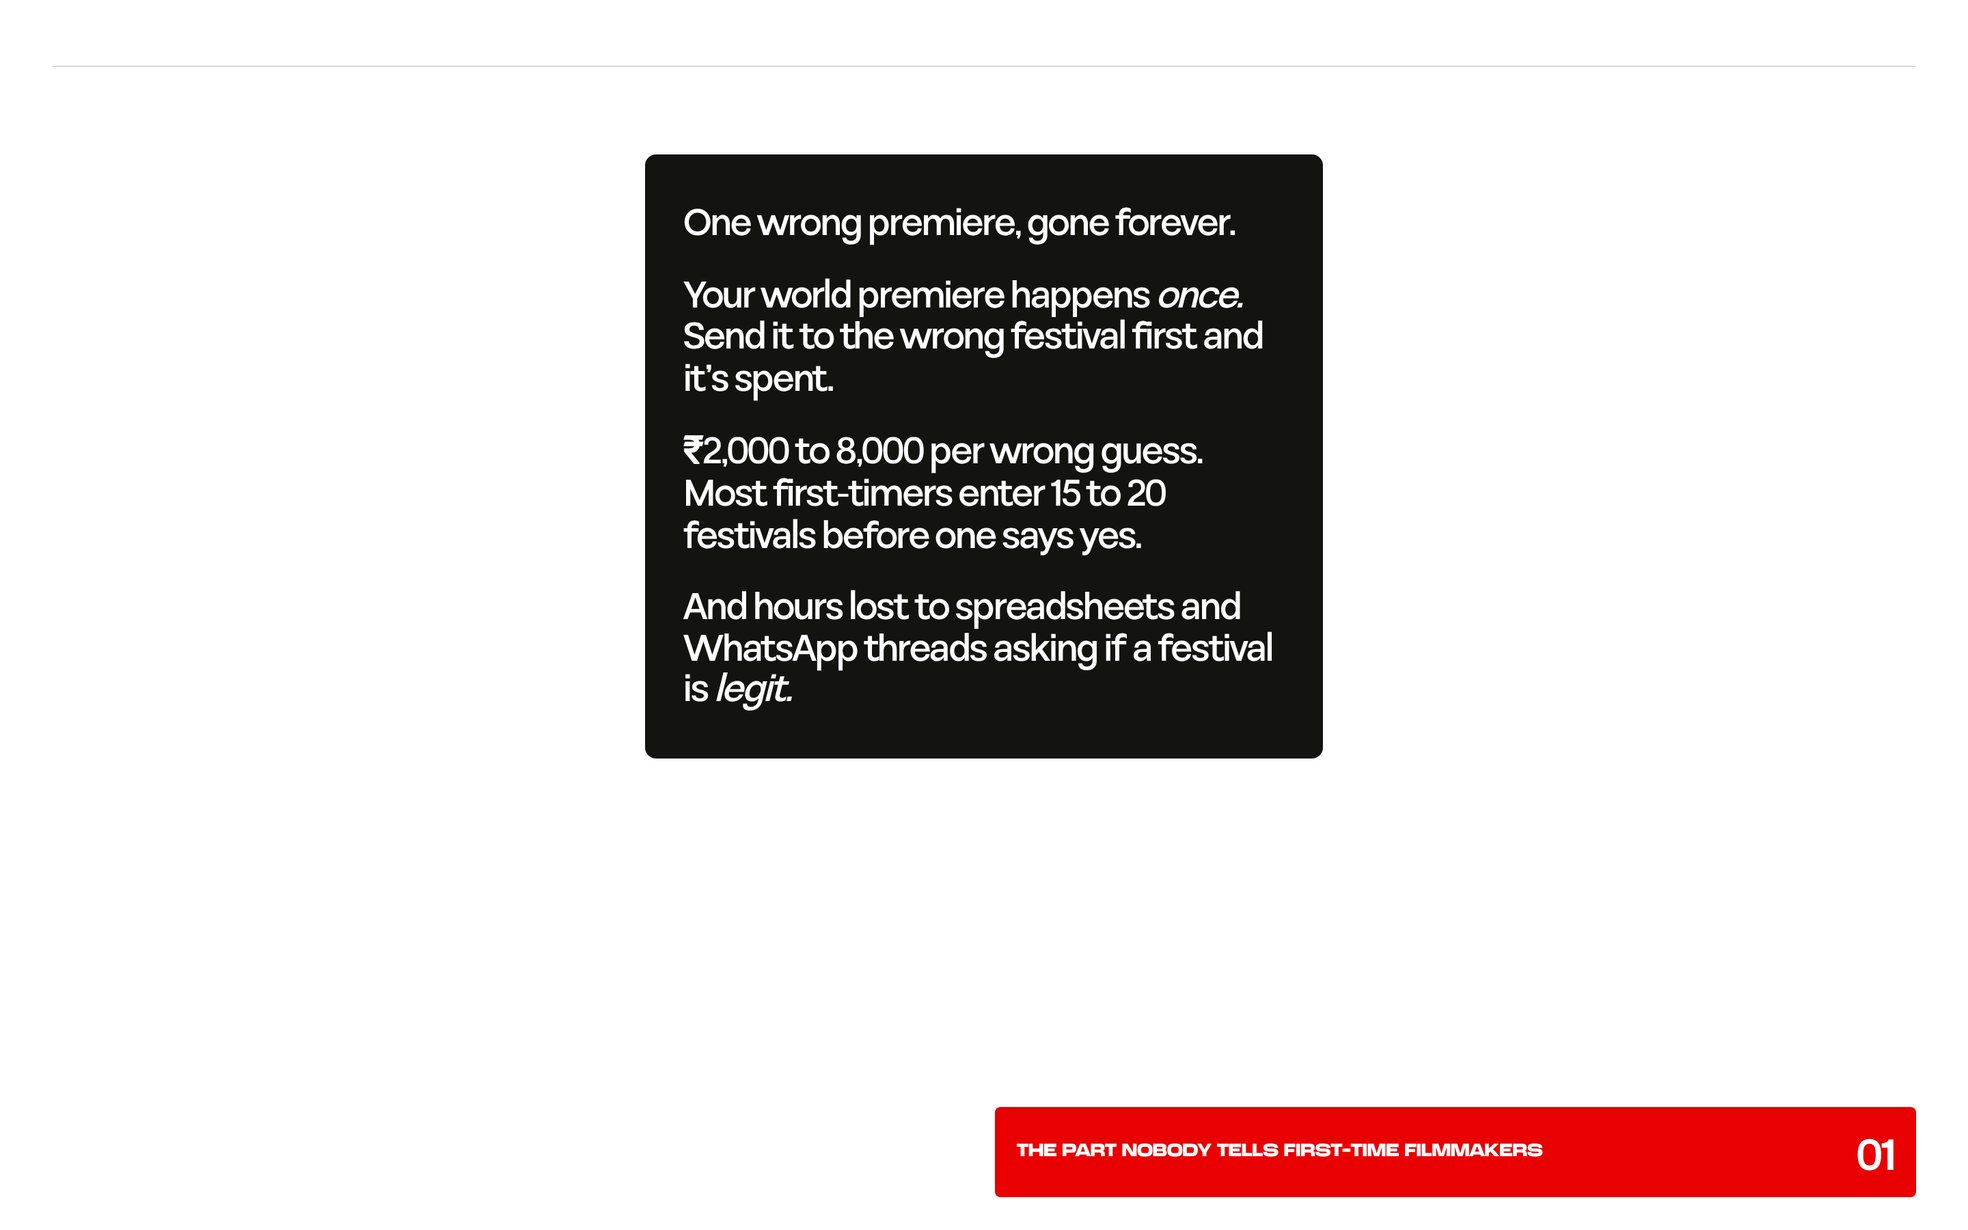 One wrong premiere, gone forever.
Your world premiere happens once.
Send it to the wrong festival first and
it’s spent.
₹2,000 to 8,000 per wrong guess.
Most first-timers enter 15 to 20
festivals before one says yes.
And hours lost to spreadsheets and
WhatsApp threads asking if a festival
is legit.
THE PART NOBODY TELLS FIRST-TIME FILMMAKERS
01